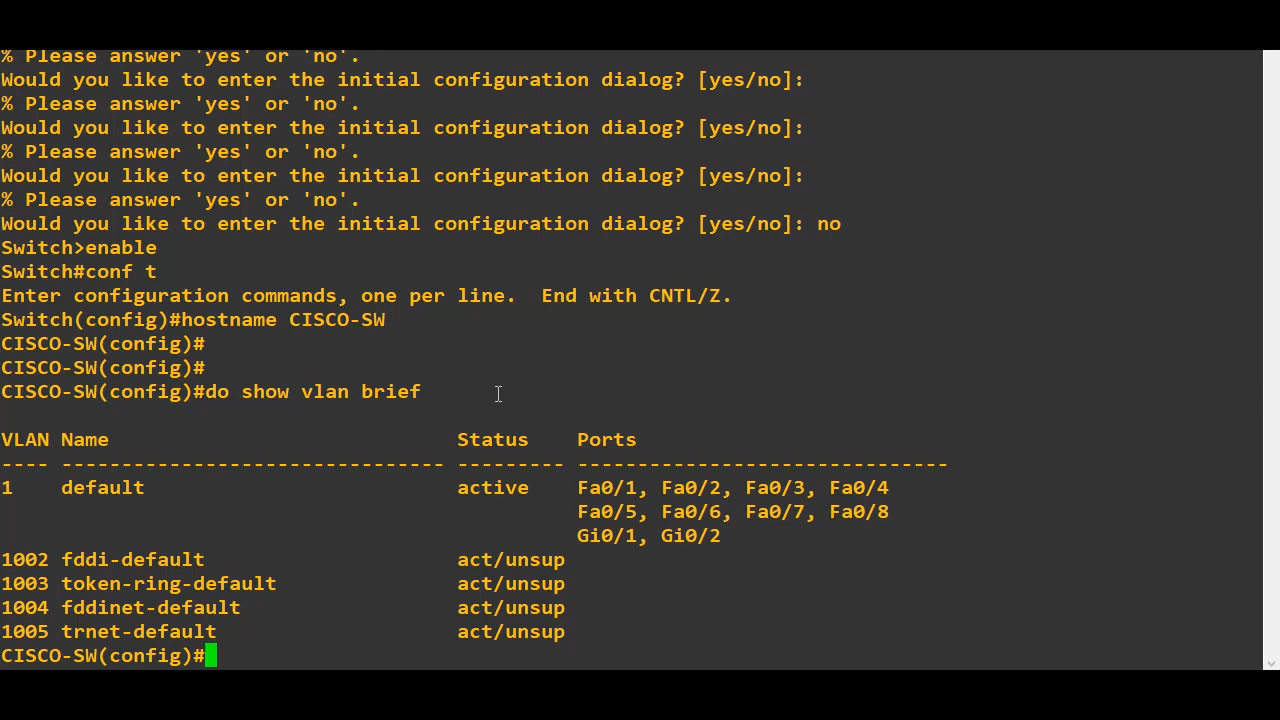 % Please answer 'yes' or 'no'.
Would you like to enter the initial configuration dialog? [yes/no]:
% Please answer 'yes' or 'no'.
Would you like to enter the initial configuration dialog? [yes/no]:
% Please answer 'yes' or 'no'.
Would you like to enter the initial configuration dialog? [yes/no]:
% Please answer 'yes' or 'no'.
Would you like to enter the initial configuration dialog? [yes/no]: no
Switch>enable
Switch#conf t
Enter configuration commands, one per line.  End with CNTL/Z.
Switch(config)#hostname CISCO-SW
CISCO-SW(config)#
CISCO-SW(config)#
CISCO-SW(config)#do show vlan brief

VLAN Name                             Status    Ports
---- -------------------------------- --------- -------------------------------
1    default                          active    Fa0/1, Fa0/2, Fa0/3, Fa0/4
                                                Fa0/5, Fa0/6, Fa0/7, Fa0/8
                                                Gi0/1, Gi0/2
1002 fddi-default                     act/unsup
1003 token-ring-default               act/unsup
1004 fddinet-default                  act/unsup
1005 trnet-default                    act/unsup
CISCO-SW(config)#